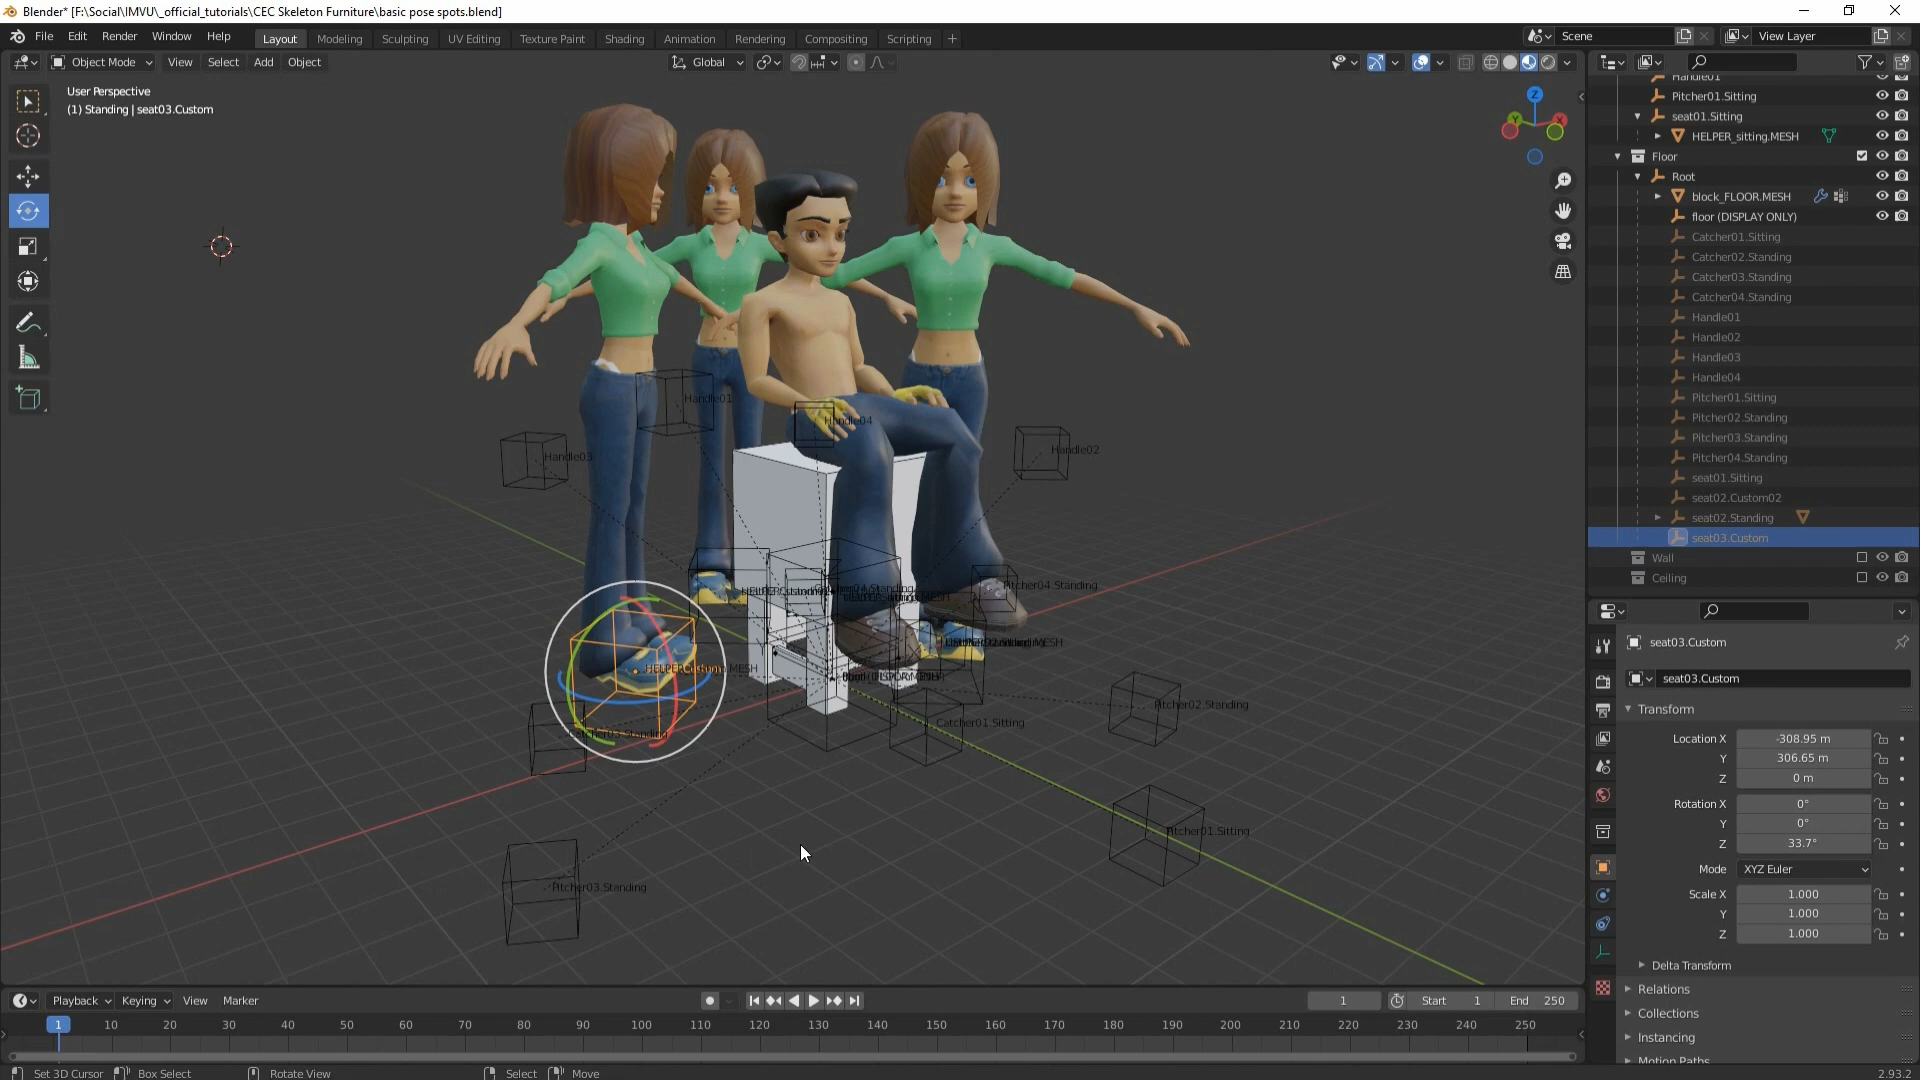 Blender* [F:\Social\IMVU\_official_tutorials\CEC Skeleton Furniture\basic pose spots.blend]
File Edit Render Window Help Layout Modeling Sculpting UV Editing Texture Paint Shading Animation Rendering Compositing Scripting + Scene View Layer
Object Mode View Select Add Object Global
User Perspective
(1) Standing | seat03.Custom
Z
Y
X
Handle01
Handle04
Handle03
Handle02
Pitcher04.Standing
Catcher03.Standing
Catcher01.Sitting
Pitcher02.Standing
Pitcher01.Sitting
Pitcher03.Standing
Handle01
Pitcher01.Sitting
seat01.Sitting
HELPER_sitting.MESH
Floor
Root
block_FLOOR.MESH
floor (DISPLAY ONLY)
Catcher01.Sitting
Catcher02.Standing
Catcher03.Standing
Catcher04.Standing
Handle01
Handle02
Handle03
Handle04
Pitcher01.Sitting
Pitcher02.Standing
Pitcher03.Standing
Pitcher04.Standing
seat01.Sitting
seat02.Custom02
seat02.Standing
seat03.Custom
Wall
Ceiling
seat03.Custom
seat03.Custom
Transform
Location X -308.95 m
Y 306.65 m
Z 0 m
Rotation X 0°
Y 0°
Z 33.7°
Mode XYZ Euler
Scale X 1.000
Y 1.000
Z 1.000
Delta Transform
Relations
Collections
Instancing
Motion Paths
Playback Keying View Marker 1 Start 1 End 250
1 10 20 30 40 50 60 70 80 90 100 110 120 130 140 150 160 170 180 190 200 210 220 230 240 250
Set 3D Cursor Box Select Rotate View Select Move 2.93.2